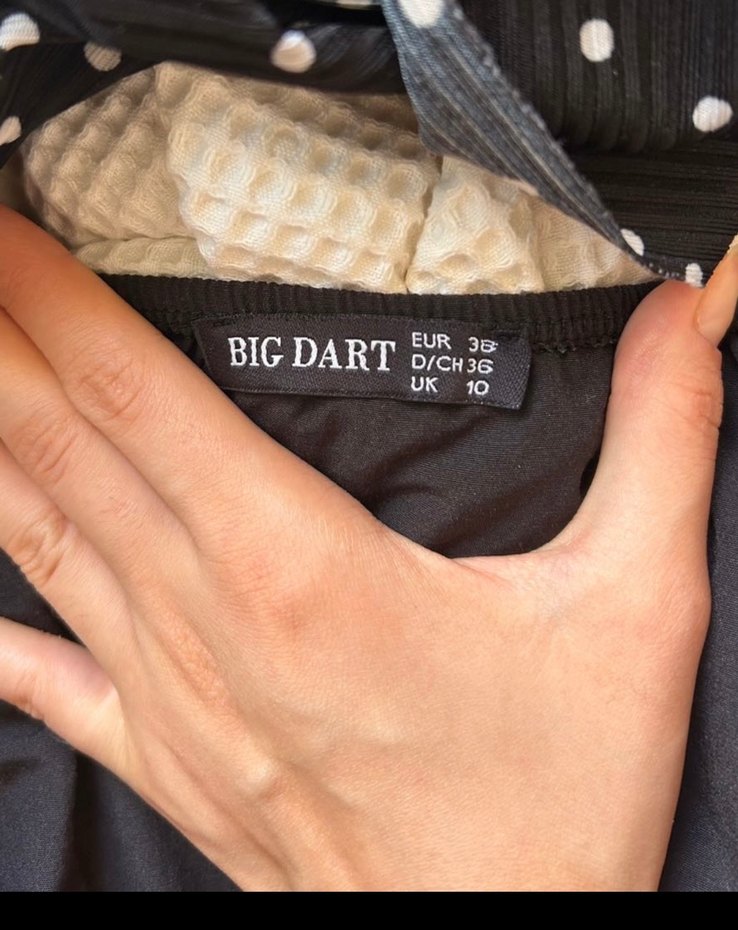 BIG DART
EUR 38
D/CH 36
UK 10